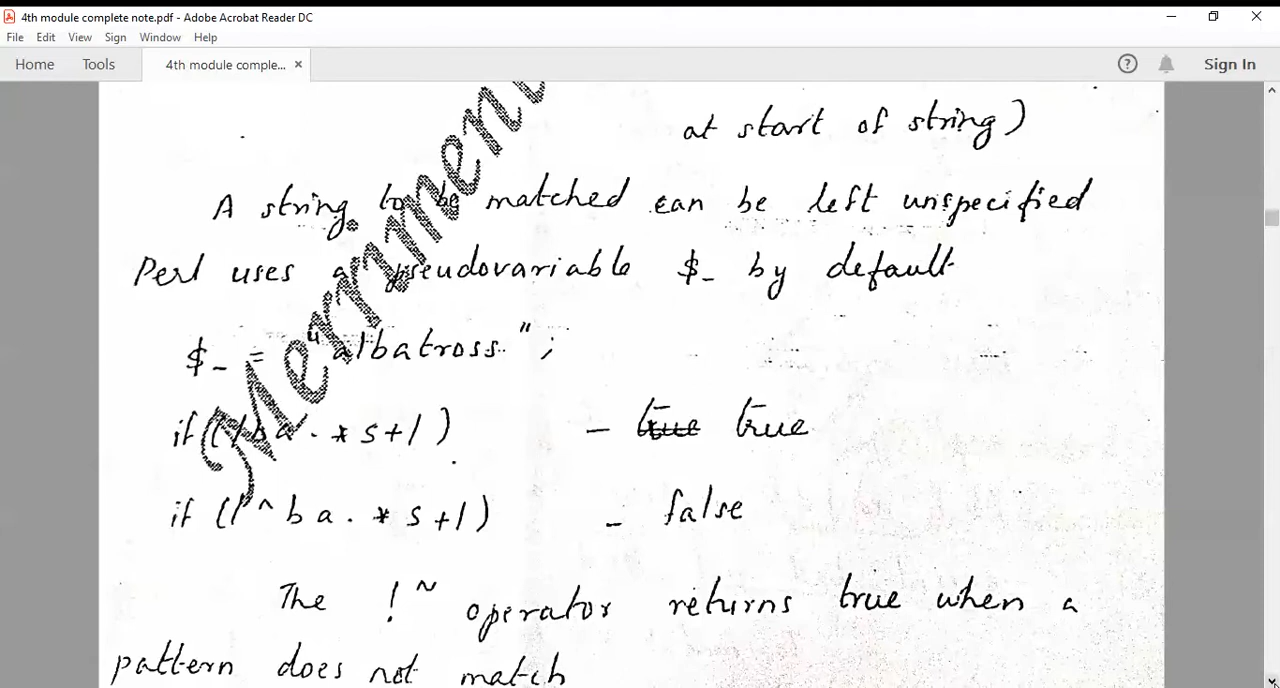 4th module complete note.pdf - Adobe Acrobat Reader DC
File Edit View Sign Window Help
Home Tools 4th module comple... × ? Sign In
at start of string)
A string to be matched can be left unspecified
Perl uses a pseudovariable $_ by default
$_ = "albatross";
if (/ba.*s+/) - true true
if (/^ba.*s+/) - false
The !~ operator returns true when a
pattern does not match